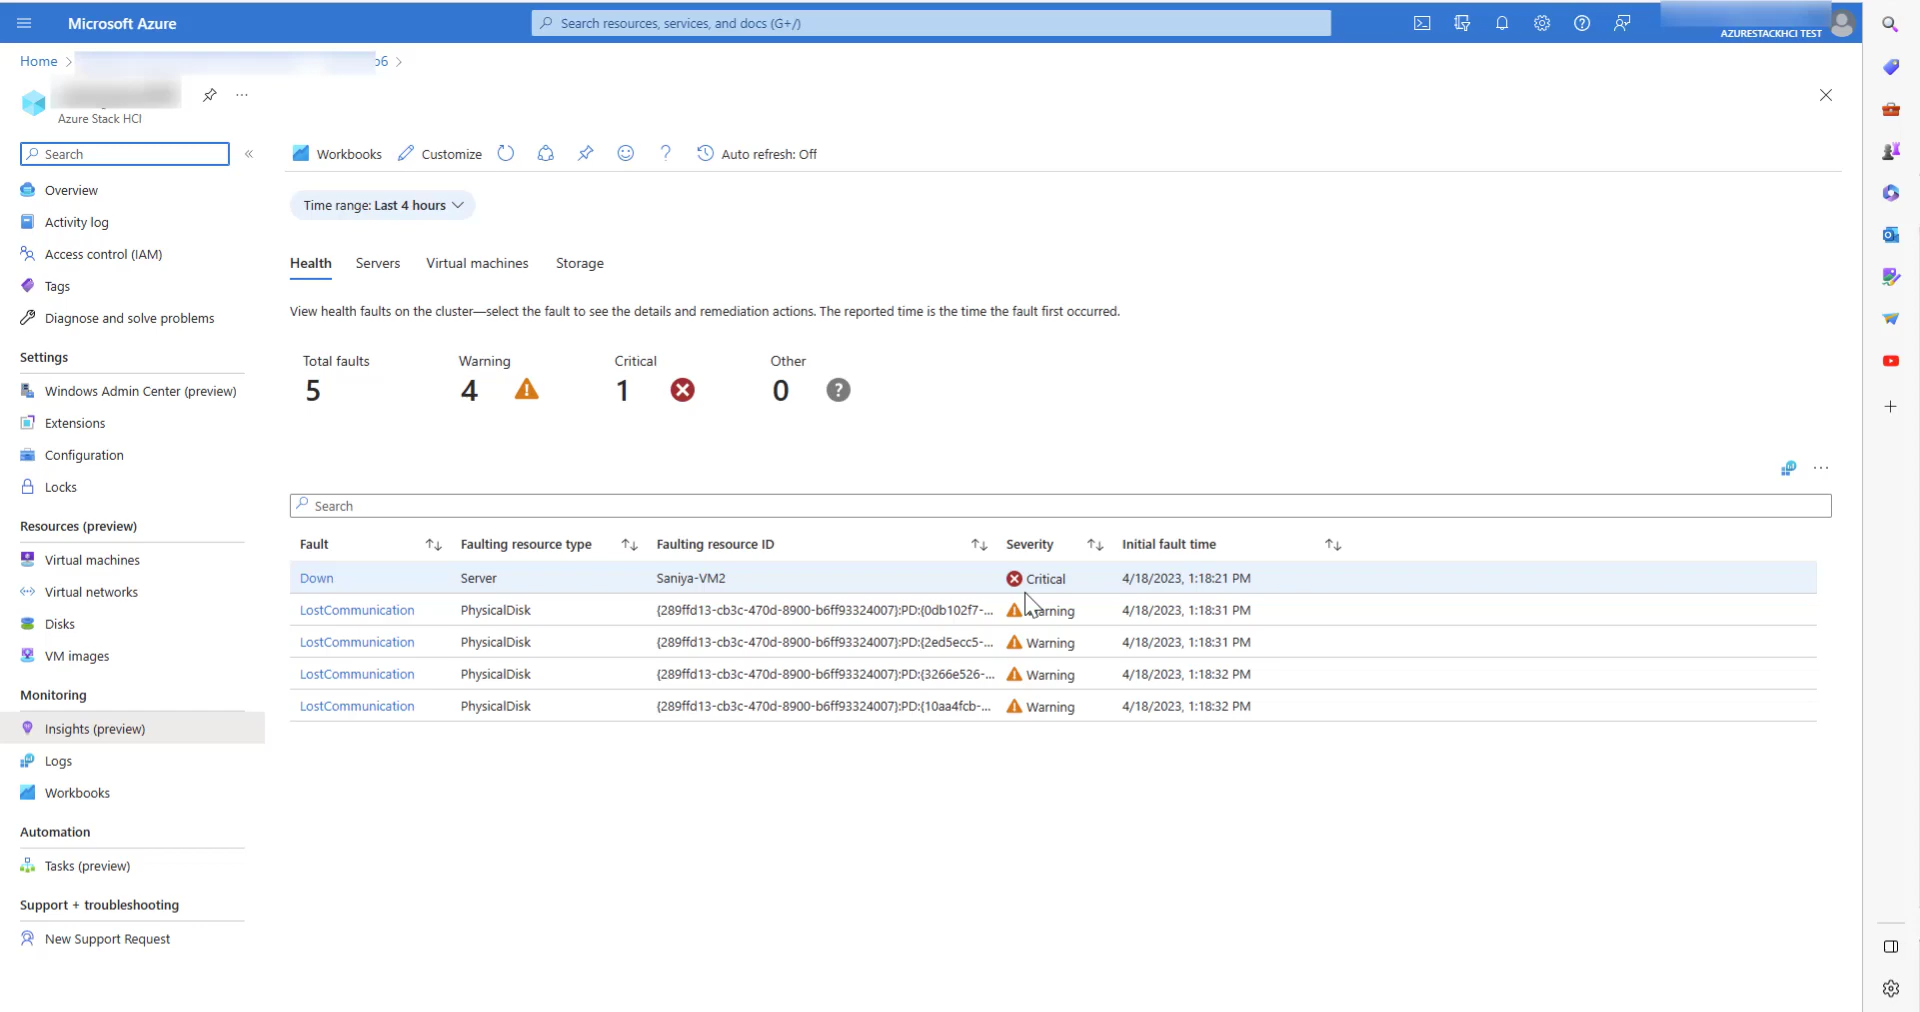 Microsoft Azure
Search resources, services, and docs (G+/)
AZURESTACKHCI TEST
Home > b6 >
Azure Stack HCI
Search
«
Workbooks Customize Auto refresh: Off
Time range: Last 4 hours
Overview
Activity log
Access control (IAM)
Tags
Diagnose and solve problems
Settings
Windows Admin Center (preview)
Extensions
Configuration
Locks
Resources (preview)
Virtual machines
Virtual networks
Disks
VM images
Monitoring
Insights (preview)
Logs
Workbooks
Automation
Tasks (preview)
Support + troubleshooting
New Support Request
Health Servers Virtual machines Storage
View health faults on the cluster—select the fault to see the details and remediation actions. The reported time is the time the fault first occurred.
Total faults Warning Critical Other
5 4 1 0
Search
Fault Faulting resource type Faulting resource ID Severity Initial fault time
Down Server Saniya-VM2 Critical 4/18/2023, 1:18:21 PM
LostCommunication PhysicalDisk {289ffd13-cb3c-470d-8900-b6ff93324007}:PD:{0db102f7-... Warning 4/18/2023, 1:18:31 PM
LostCommunication PhysicalDisk {289ffd13-cb3c-470d-8900-b6ff93324007}:PD:{2ed5ecc5-... Warning 4/18/2023, 1:18:31 PM
LostCommunication PhysicalDisk {289ffd13-cb3c-470d-8900-b6ff93324007}:PD:{3266e526-... Warning 4/18/2023, 1:18:32 PM
LostCommunication PhysicalDisk {289ffd13-cb3c-470d-8900-b6ff93324007}:PD:{10aa4fcb-... Warning 4/18/2023, 1:18:32 PM